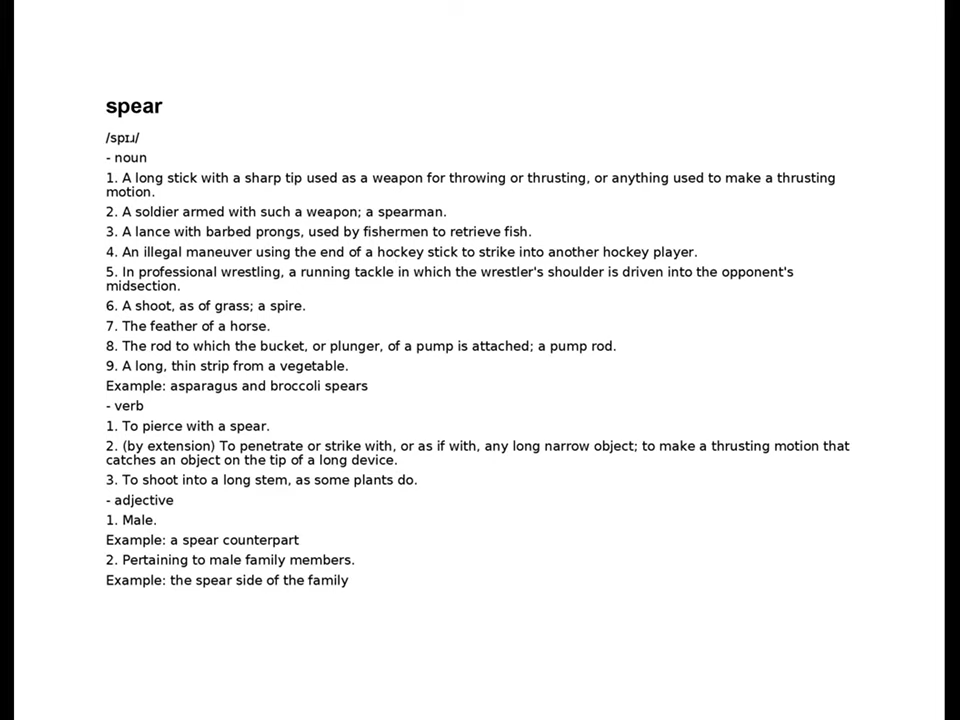 spear
/spɪɹ/
- noun
1. A long stick with a sharp tip used as a weapon for throwing or thrusting, or anything used to make a thrusting
motion.
2. A soldier armed with such a weapon; a spearman.
3. A lance with barbed prongs, used by fishermen to retrieve fish.
4. An illegal maneuver using the end of a hockey stick to strike into another hockey player.
5. In professional wrestling, a running tackle in which the wrestler's shoulder is driven into the opponent's
midsection.
6. A shoot, as of grass; a spire.
7. The feather of a horse.
8. The rod to which the bucket, or plunger, of a pump is attached; a pump rod.
9. A long, thin strip from a vegetable.
Example: asparagus and broccoli spears
- verb
1. To pierce with a spear.
2. (by extension) To penetrate or strike with, or as if with, any long narrow object; to make a thrusting motion that
catches an object on the tip of a long device.
3. To shoot into a long stem, as some plants do.
- adjective
1. Male.
Example: a spear counterpart
2. Pertaining to male family members.
Example: the spear side of the family